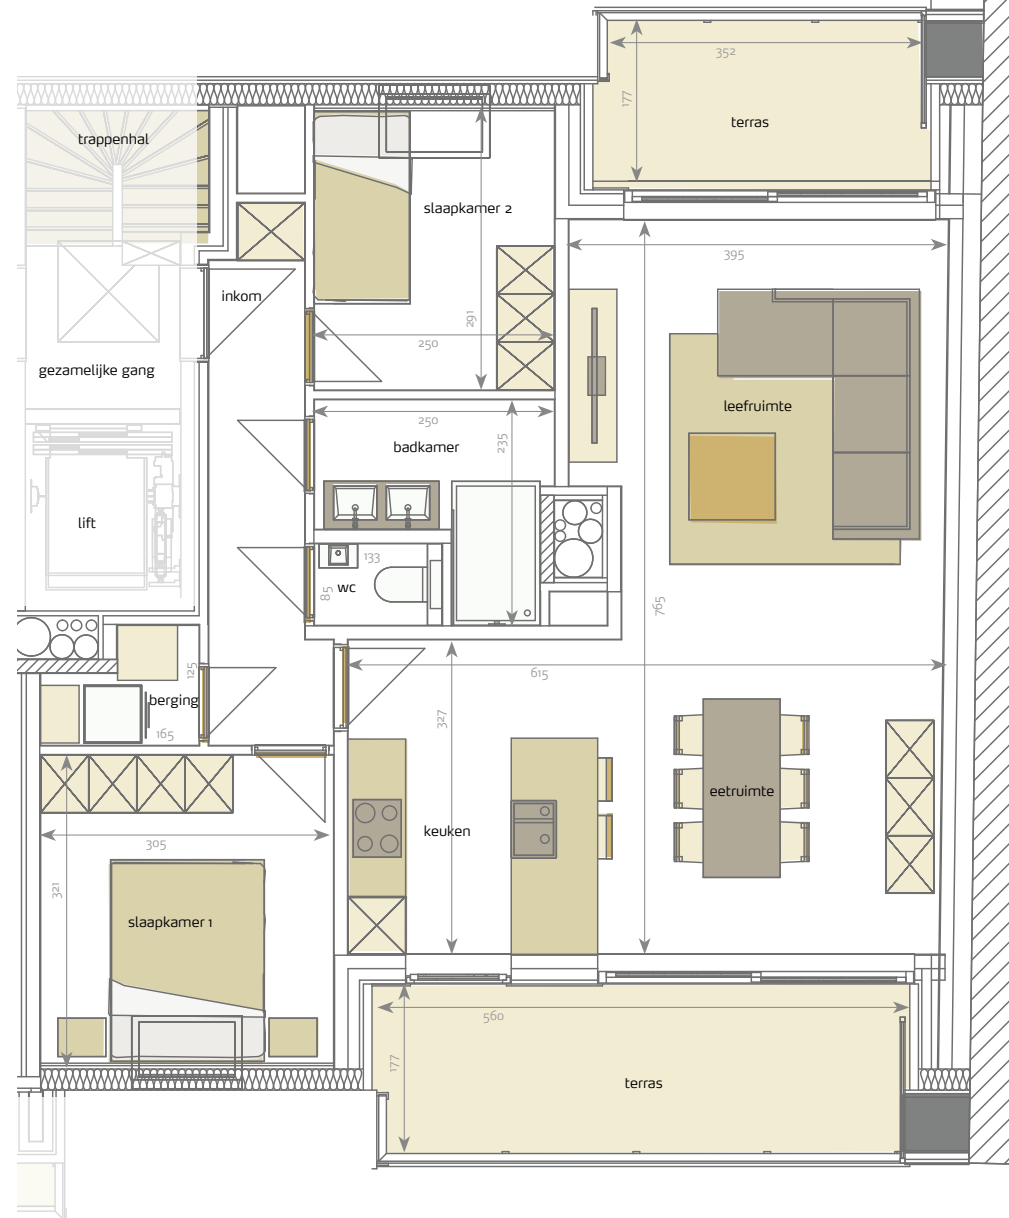 352
177
terras
trappenhal
slaapkamer 2
395
inkom
291
250
gezamelijke gang
leefruimte
250
235
badkamer
lift
133
wc
85
765
615
125
berging
165
327
eetruimte
keuken
305
321
slaapkamer 1
560
177
terras